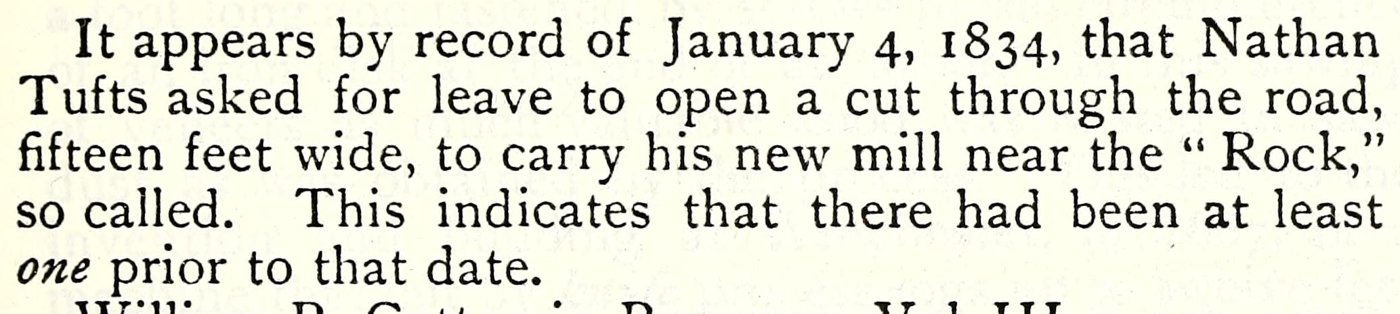 It appears by record of January 4, 1834, that Nathan
Tufts asked for leave to open a cut through the road,
fifteen feet wide, to carry his new mill near the “ Rock,”
so called. This indicates that there had been at least
one prior to that date.